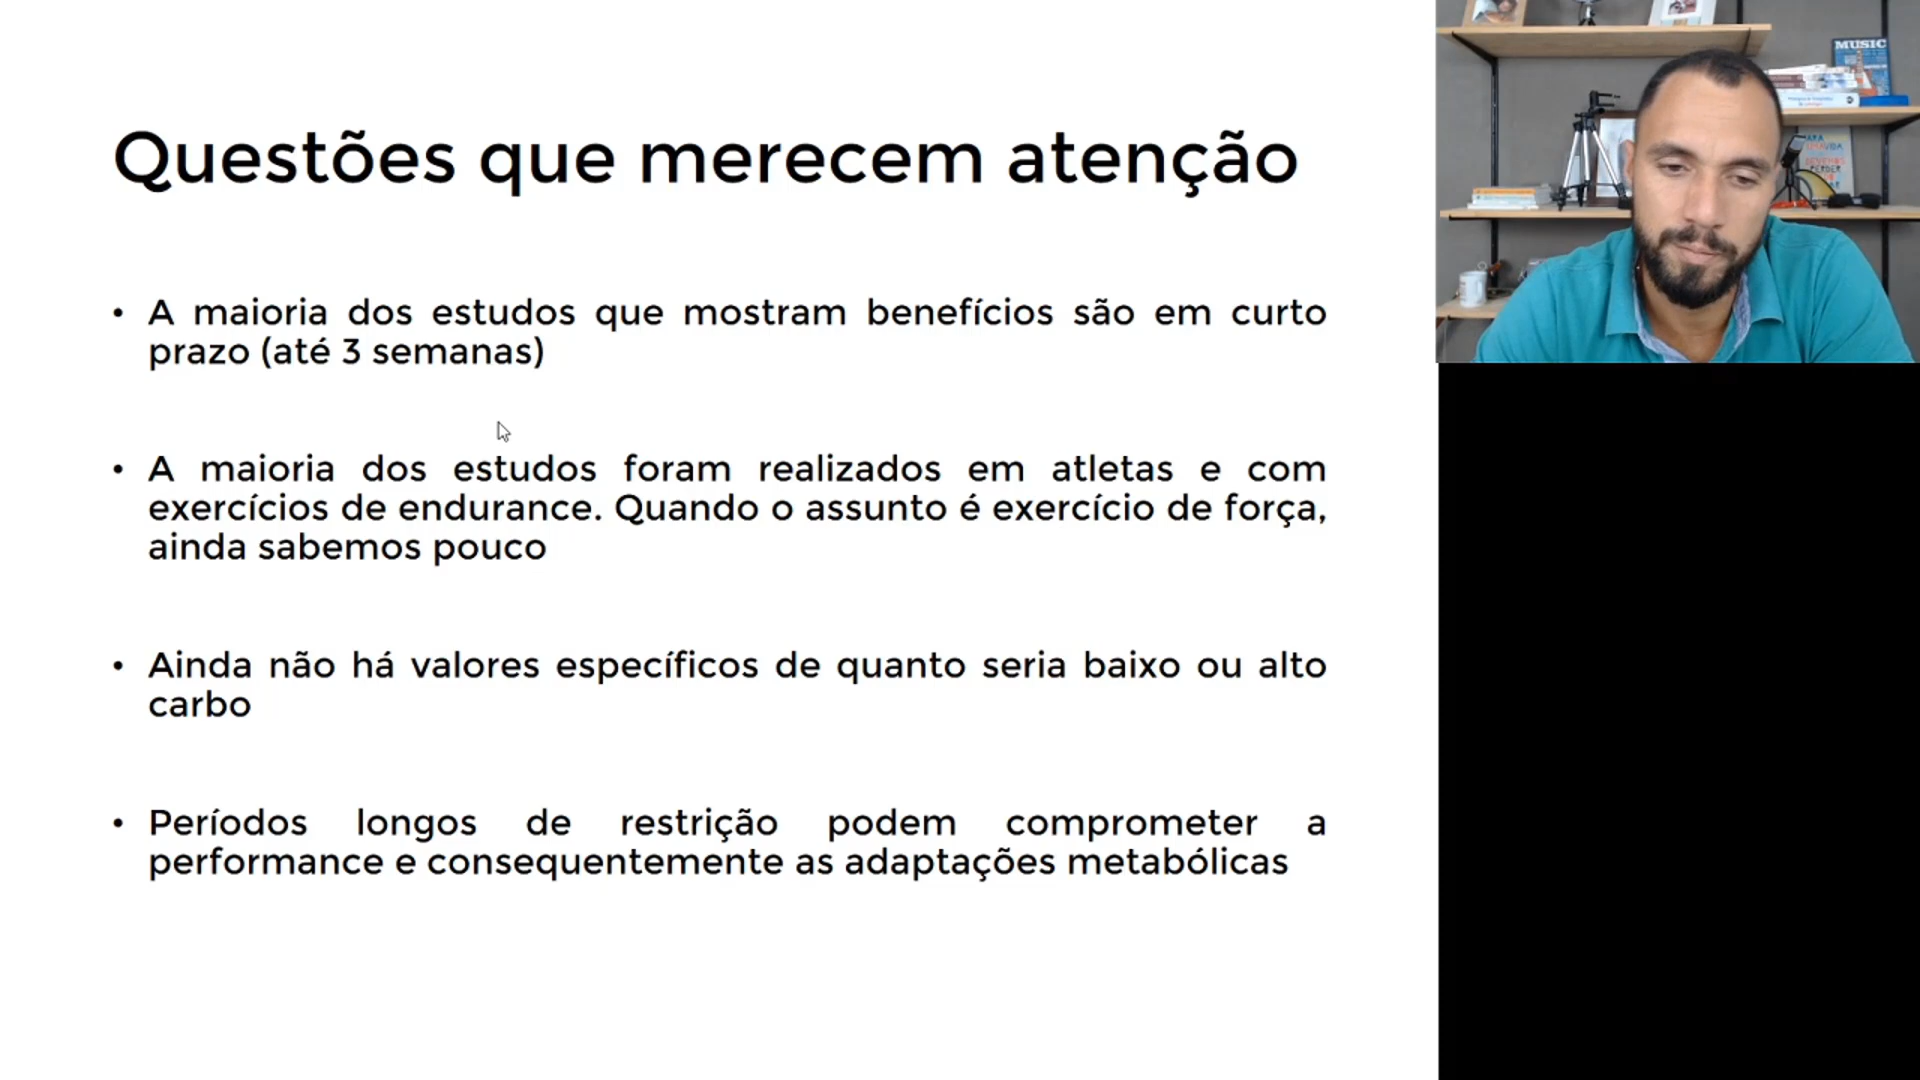 Questões que merecem atenção
• A maioria dos estudos que mostram benefícios são em curto
prazo (até 3 semanas)
• A maioria dos estudos foram realizados em atletas e com
exercícios de endurance. Quando o assunto é exercício de força,
ainda sabemos pouco
• Ainda não há valores específicos de quanto seria baixo ou alto
carbo
• Períodos longos de restrição podem comprometer a
performance e consequentemente as adaptações metabólicas
MUSIC